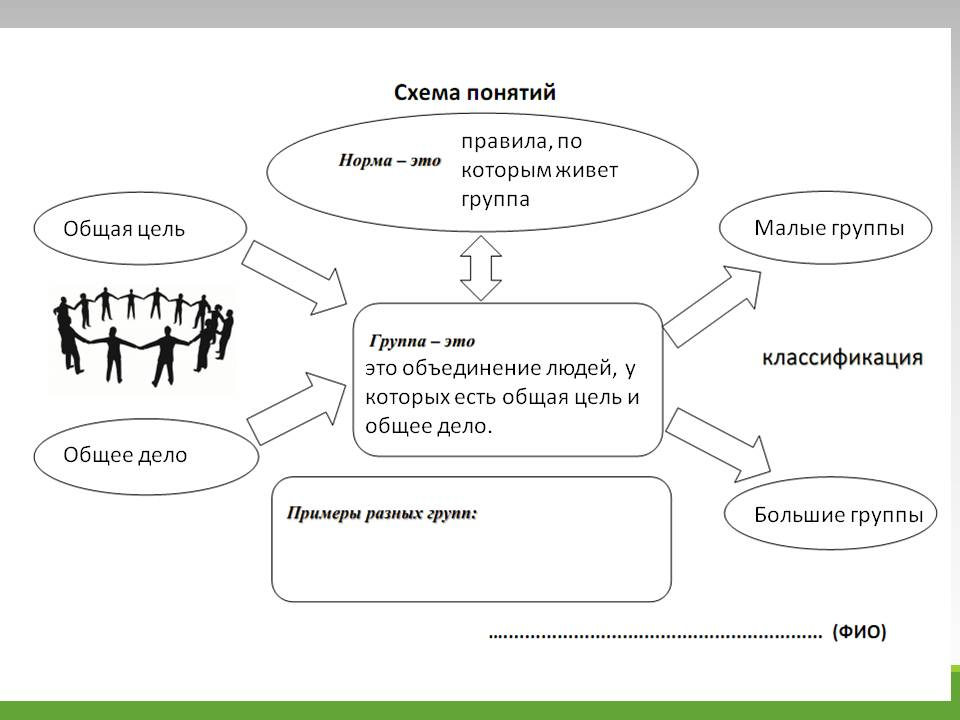 Схема понятий
Норма – это
правила, по
которым живет
группа
Общая цель
Малые группы
Группа – это
это объединение людей, у
которых есть общая цель и
общее дело.
классификация
Общее дело
Примеры разных групп:
Большие группы
................................................................ (ФИО)